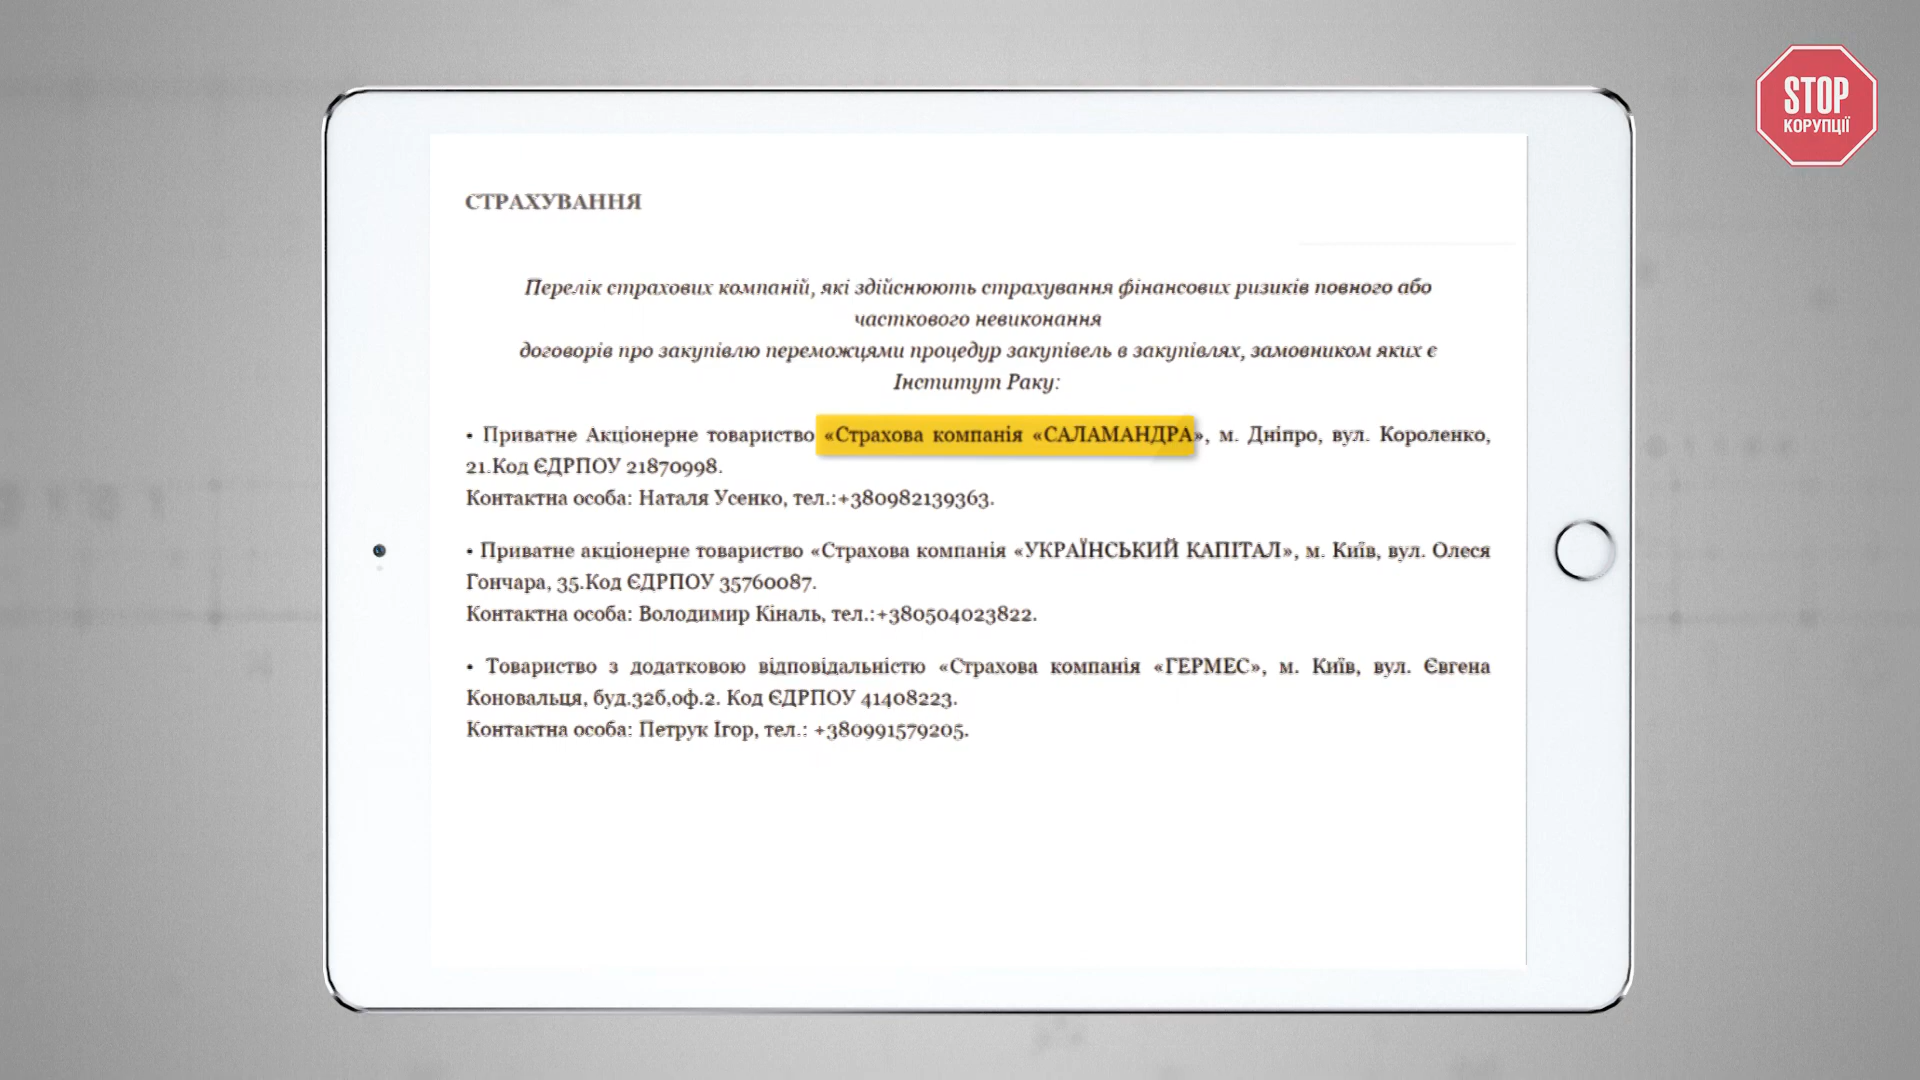 STOP
КОРУПЦІЇ
СТРАХУВАННЯ
Перелік страхових компаній, які здійснюють страхування фінансових ризиків повного або
часткового невиконання
договорів про закупівлю переможцями процедур закупівель в закупівлях, замовником яких є
Інститут Раку:
• Приватне Акціонерне товариство «Страхова компанія «САЛАМАНДРА», м. Дніпро, вул. Короленко,
21.Код ЄДРПОУ 21870998.
Контактна особа: Наталя Усенко, тел.:+380982139363.
• Приватне акціонерне товариство «Страхова компанія «УКРАЇНСЬКИЙ КАПІТАЛ», м. Київ, вул. Олеся
Гончара, 35.Код ЄДРПОУ 35760087.
Контактна особа: Володимир Кіналь, тел.:+380504023822.
• Товариство з додатковою відповідальністю «Страхова компанія «ГЕРМЕС», м. Київ, вул. Євгена
Коновальця, буд.32б,оф.2. Код ЄДРПОУ 41408223.
Контактна особа: Петрук Ігор, тел.: +380991579205.